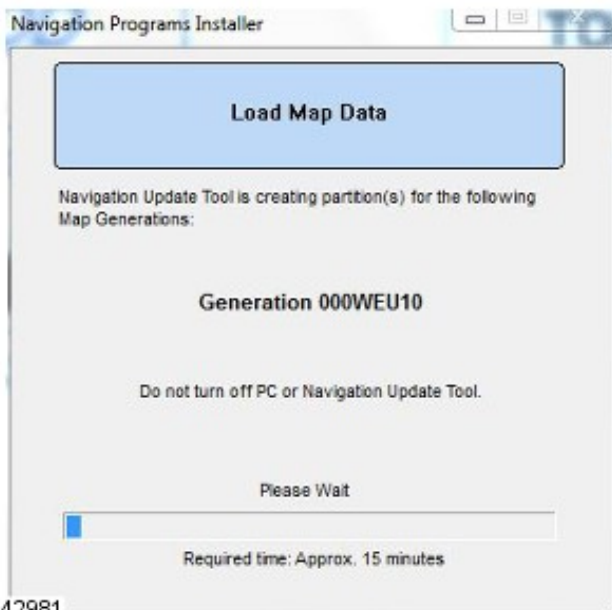 Navigation Programs Installer
Load Map Data
Navigation Update Tool is creating partition(s) for the following
Map Generations:
Generation 000WEU10
Do not turn off PC or Navigation Update Tool.
Please Wait
Required time: Approx. 15 minutes
42981